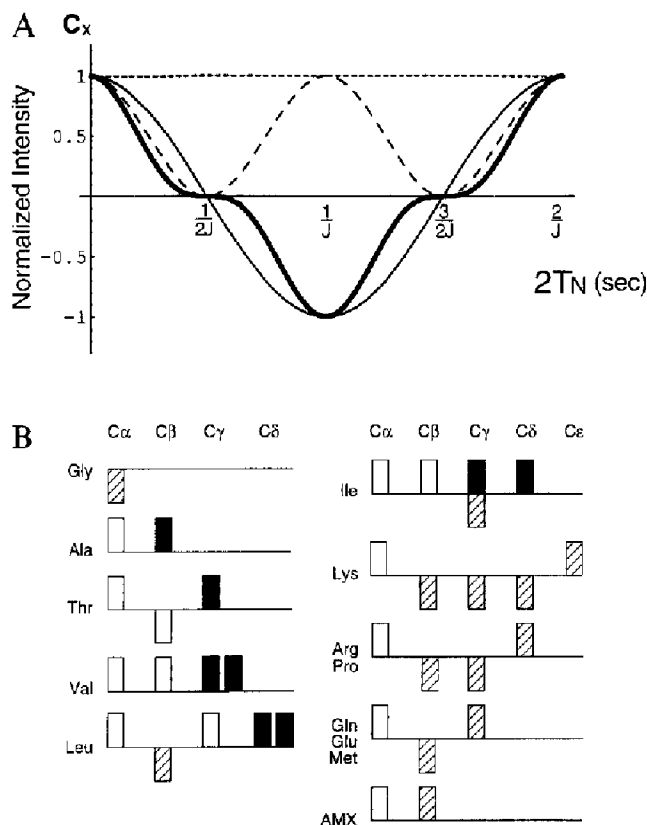 A
Cx
Normalized Intensity
1
0.5
-0.5
-1
1/2J
1/J
3/2J
2/J
2TN (sec)
B
Cα Cβ Cγ Cδ
Gly
Ala
Thr
Val
Leu
Cα Cβ Cγ Cδ Cε
Ile
Lys
Arg
Pro
Gln
Glu
Met
AMX